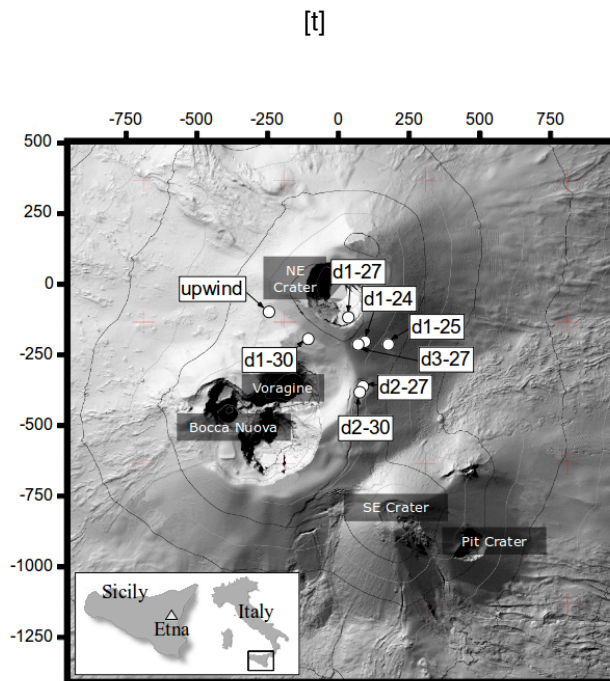 [t]
-750 -500 -250 0 250 500 750
500
250
0
-250
-500
-750
-1000
-1250
NE
Crater
d1-27
upwind
d1-24
d1-25
d1-30
d3-27
Voragine
d2-27
Bocca Nuova
d2-30
SE Crater
Pit Crater
Sicily
Etna
Italy